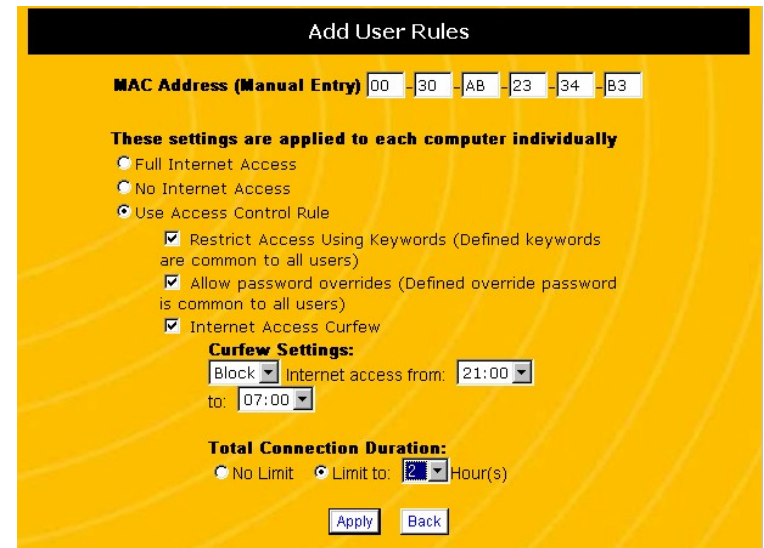 Add User Rules
MAC Address (Manual Entry) 00 - 30 - AB - 23 - 34 - B3
These settings are applied to each computer individually
Full Internet Access
No Internet Access
Use Access Control Rule
Restrict Access Using Keywords (Defined keywords
are common to all users)
Allow password overrides (Defined override password
is common to all users)
Internet Access Curfew
Curfew Settings:
Block Internet access from: 21:00
to: 07:00
Total Connection Duration:
No Limit Limit to: 2 Hour(s)
Apply Back